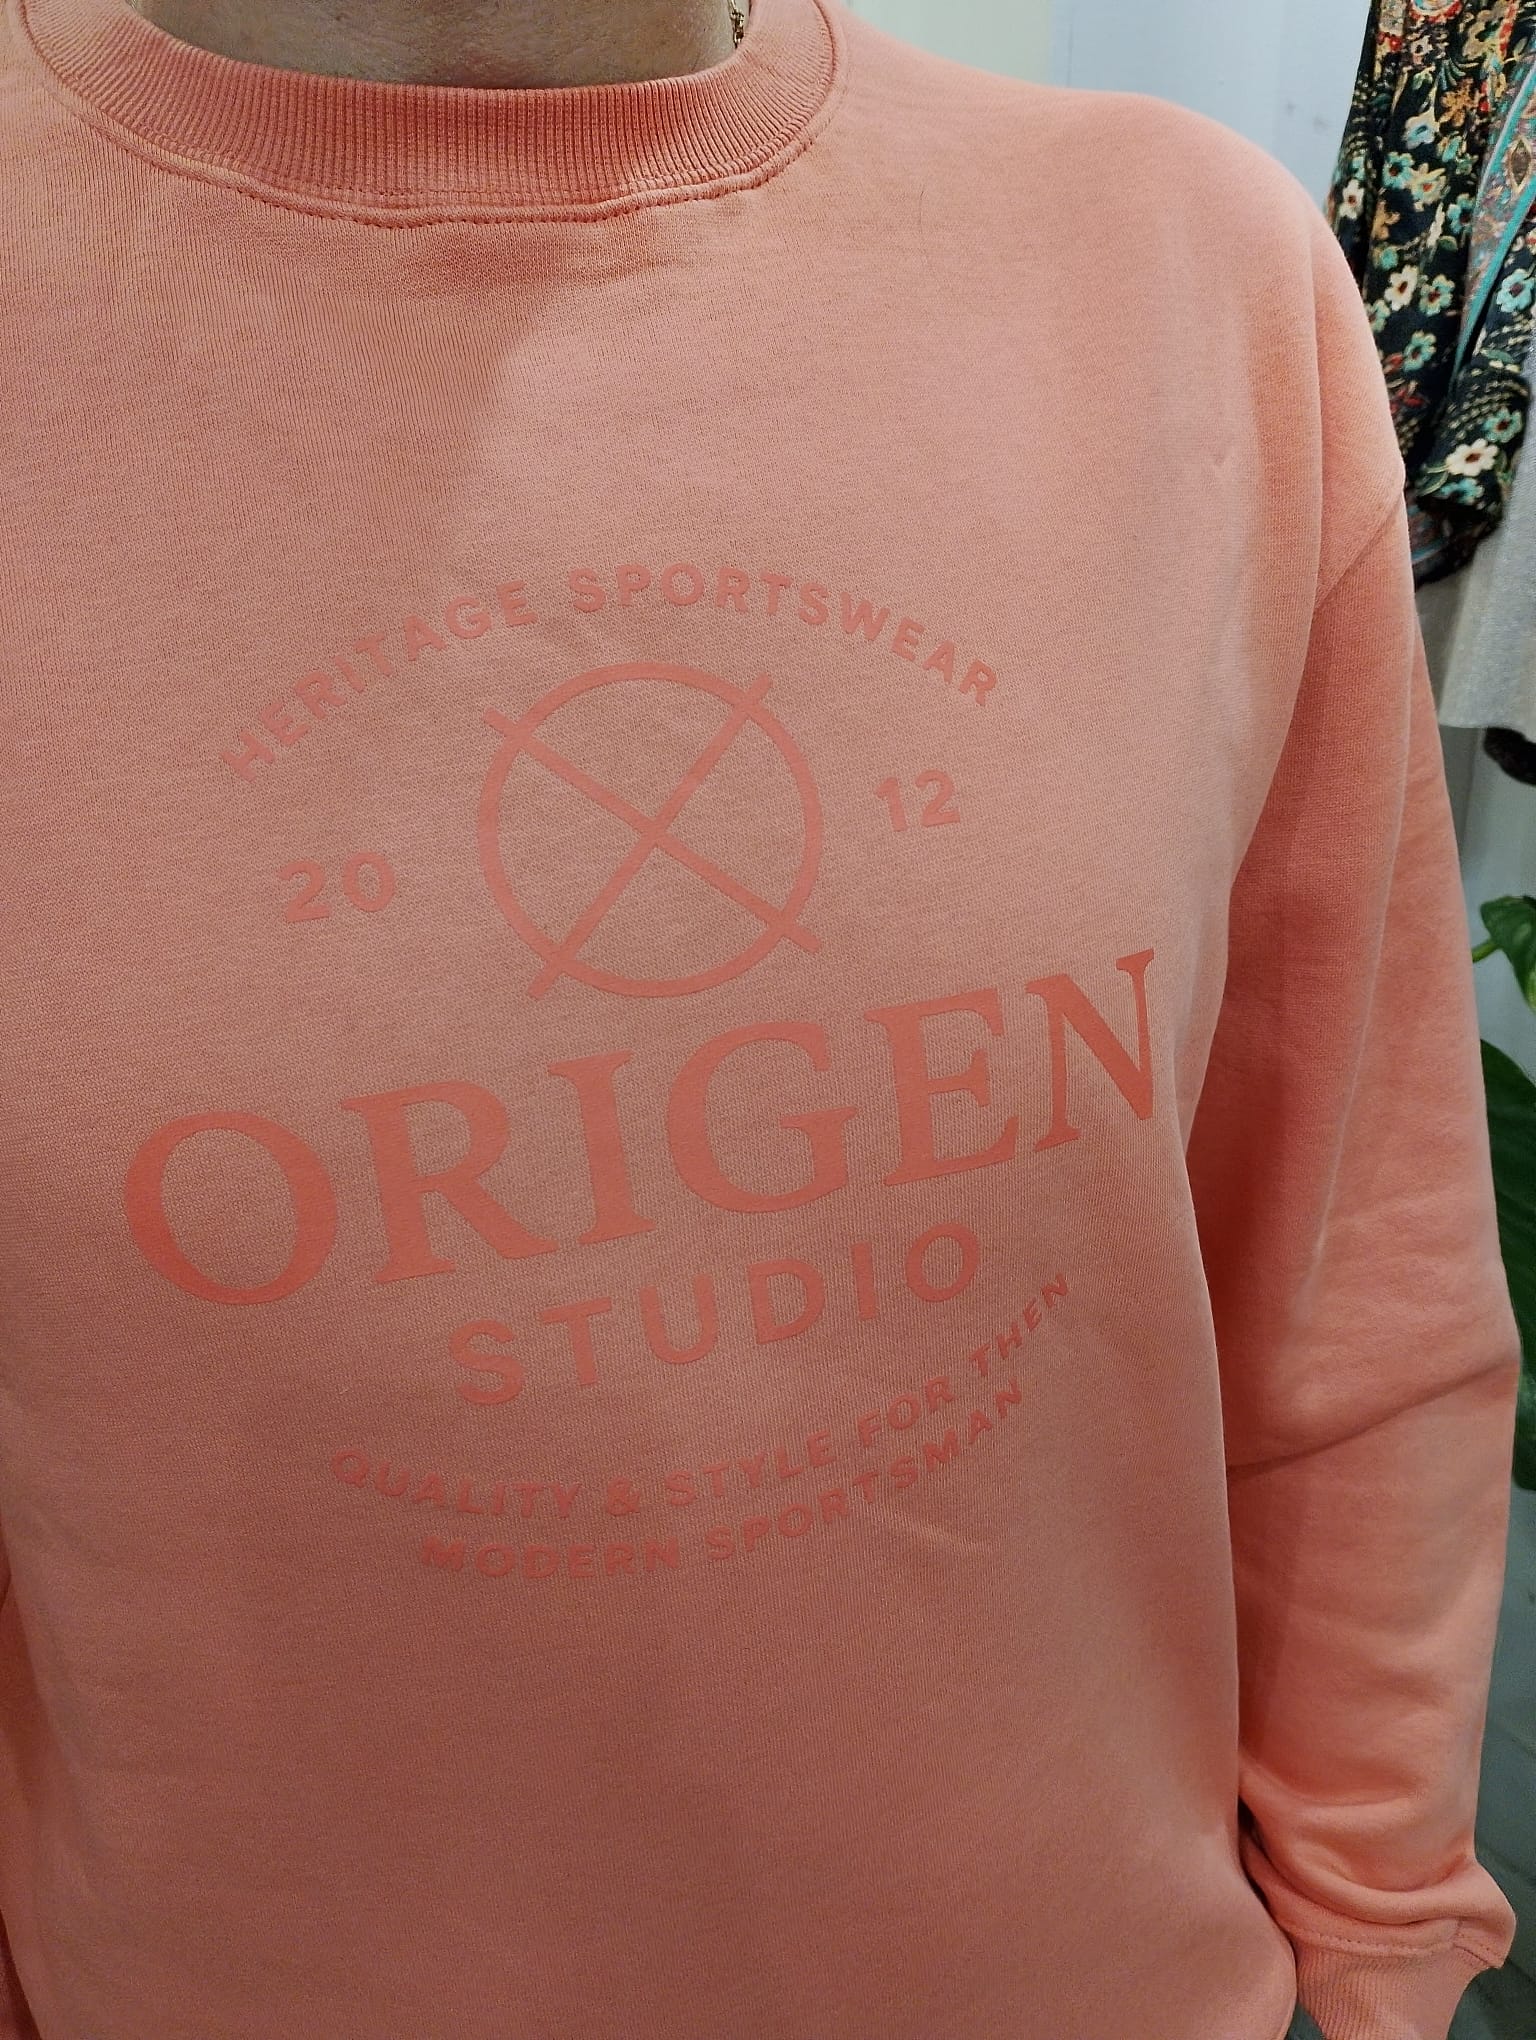 HERITAGE SPORTSWEAR
20 12
ORIGEN
STUDIO
QUALITY & STYLE FOR THEN
MODERN SPORTSMAN